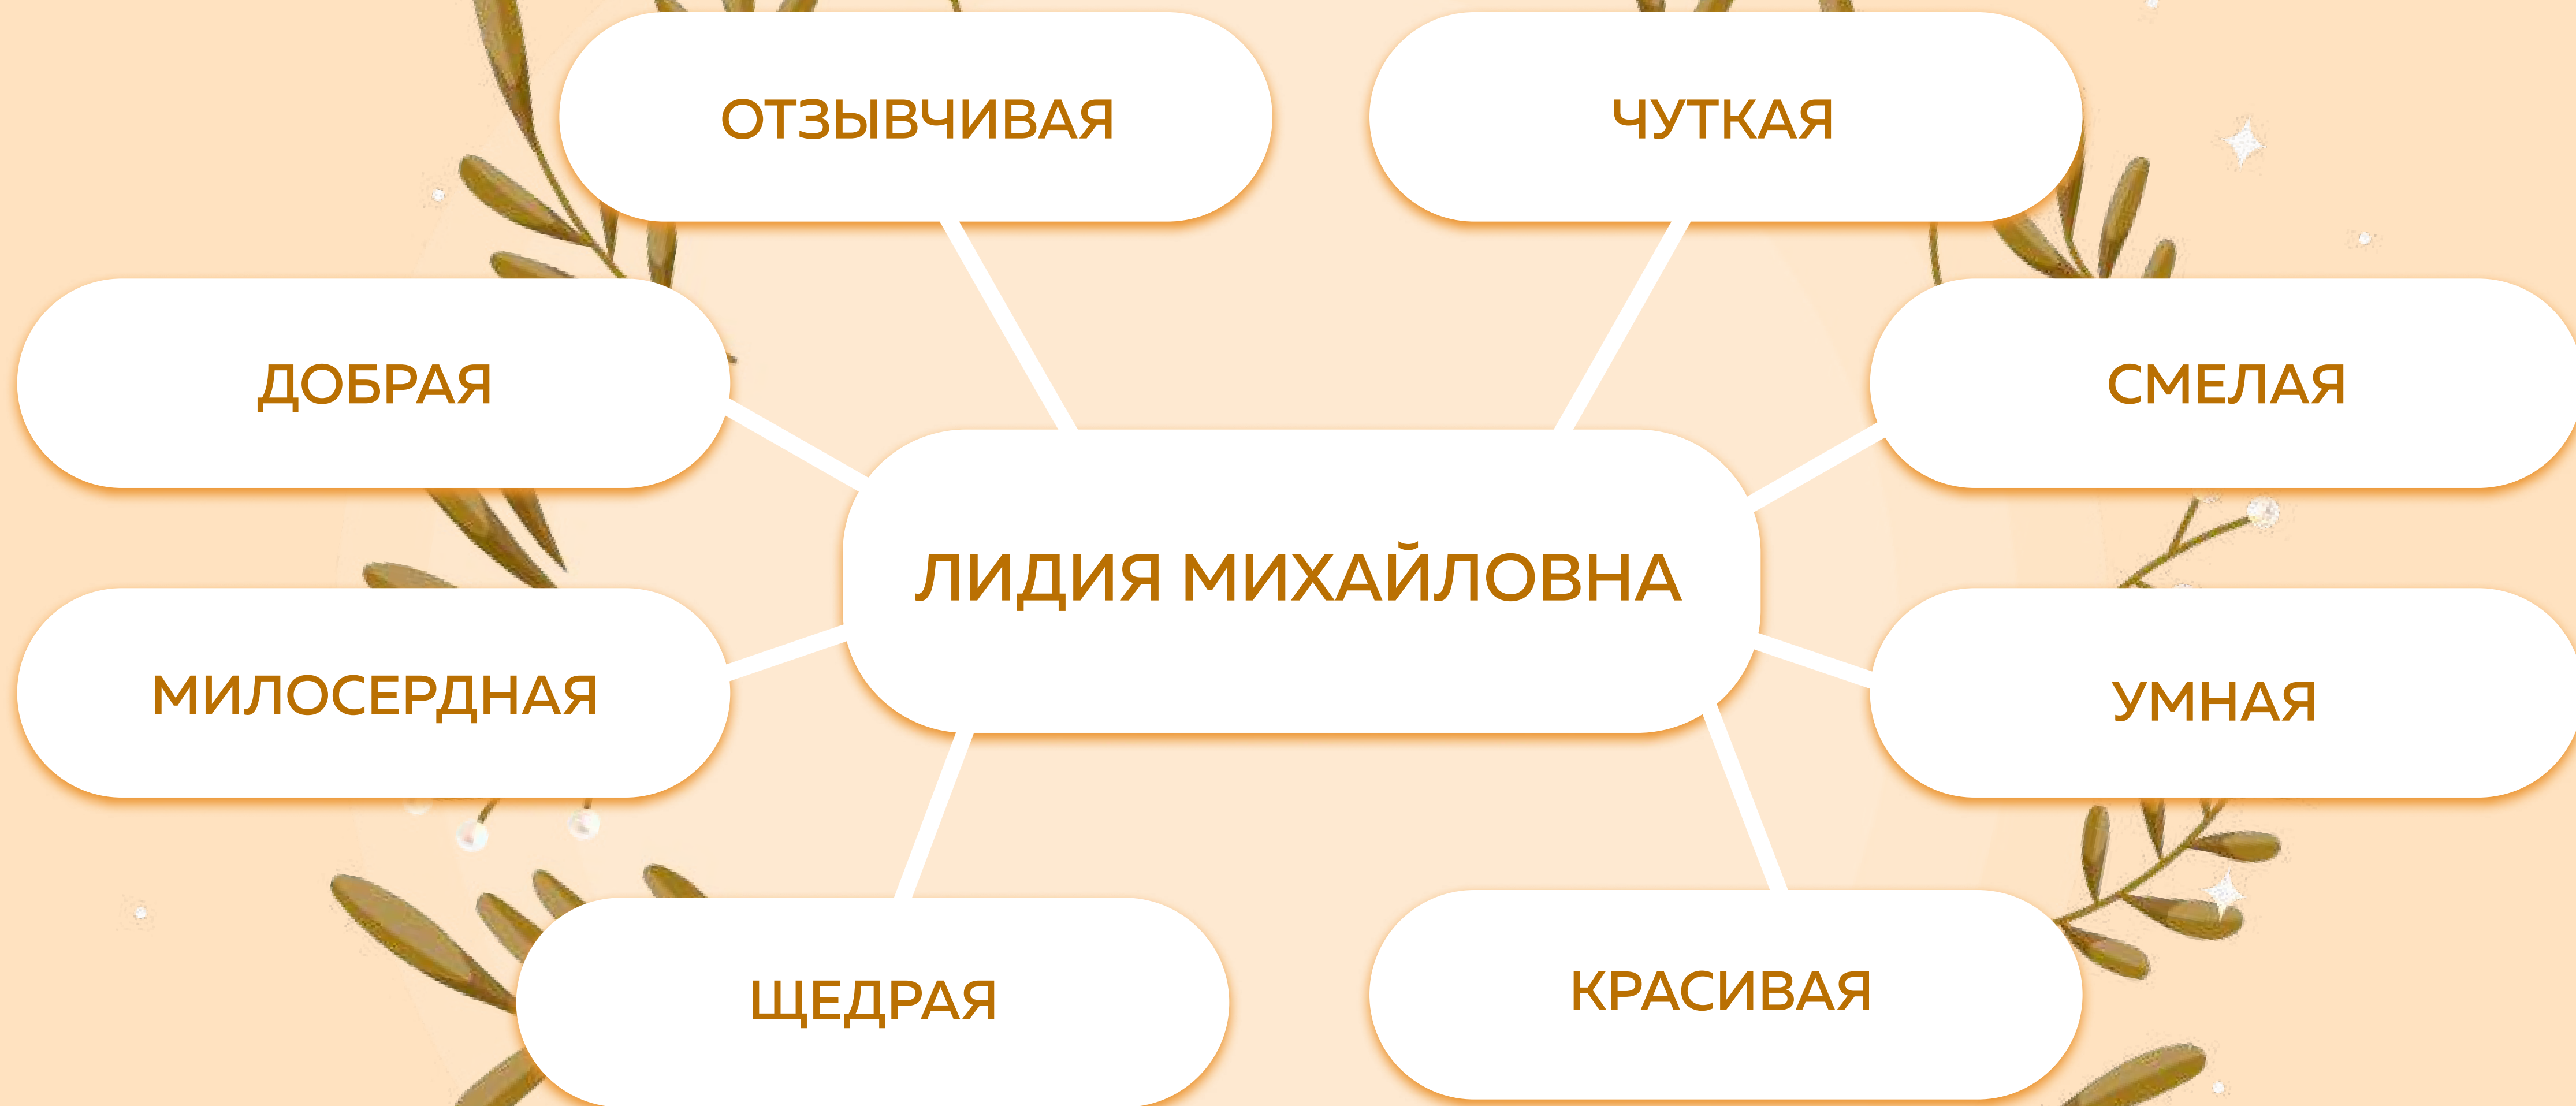 ОТЗЫВЧИВАЯ
ЧУТКАЯ
ДОБРАЯ
СМЕЛАЯ
ЛИДИЯ МИХАЙЛОВНА
МИЛОСЕРДНАЯ
УМНАЯ
ЩЕДРАЯ
КРАСИВАЯ